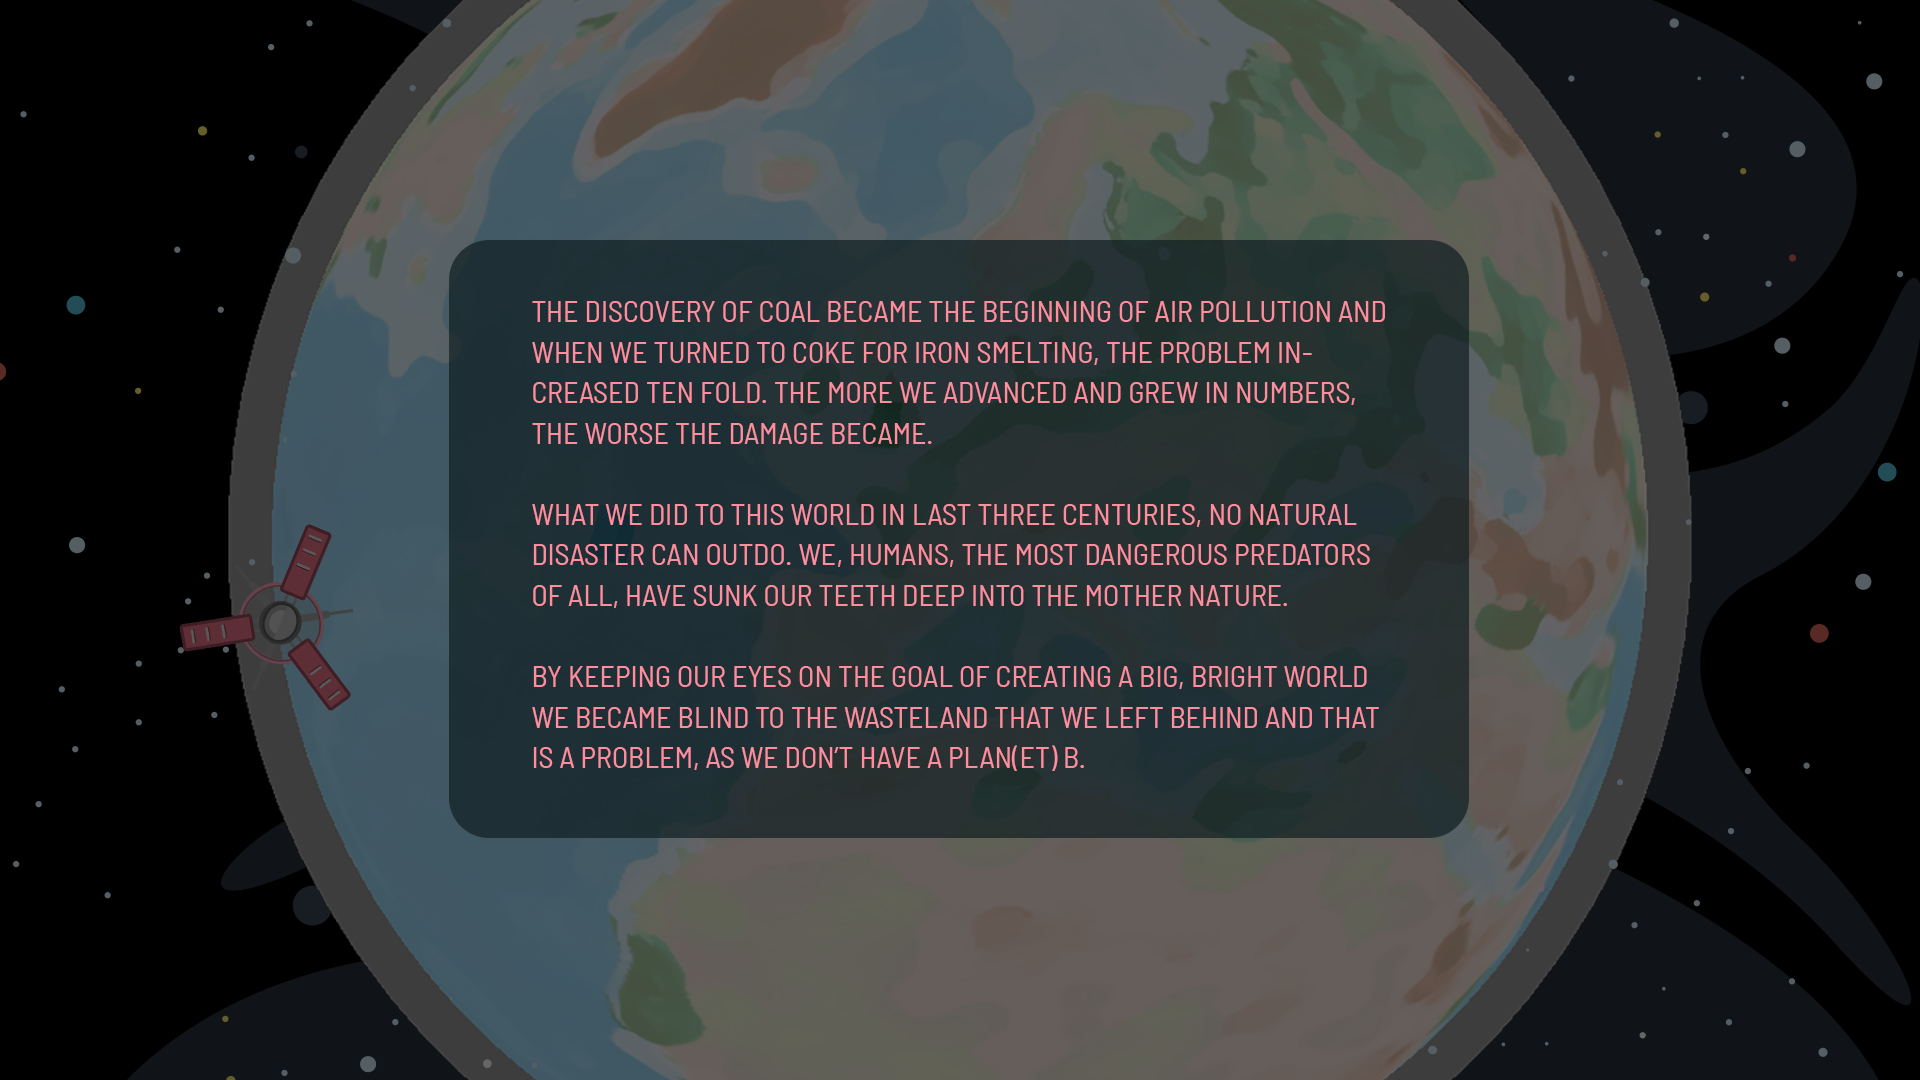 THE DISCOVERY OF COAL BECAME THE BEGINNING OF AIR POLLUTION AND
WHEN WE TURNED TO COKE FOR IRON SMELTING, THE PROBLEM IN-
CREASED TEN FOLD. THE MORE WE ADVANCED AND GREW IN NUMBERS,
THE WORSE THE DAMAGE BECAME.
WHAT WE DID TO THIS WORLD IN LAST THREE CENTURIES, NO NATURAL
DISASTER CAN OUTDO. WE, HUMANS, THE MOST DANGEROUS PREDATORS
OF ALL, HAVE SUNK OUR TEETH DEEP INTO THE MOTHER NATURE.
BY KEEPING OUR EYES ON THE GOAL OF CREATING A BIG, BRIGHT WORLD
WE BECAME BLIND TO THE WASTELAND THAT WE LEFT BEHIND AND THAT
IS A PROBLEM, AS WE DON'T HAVE A PLAN(ET) B.